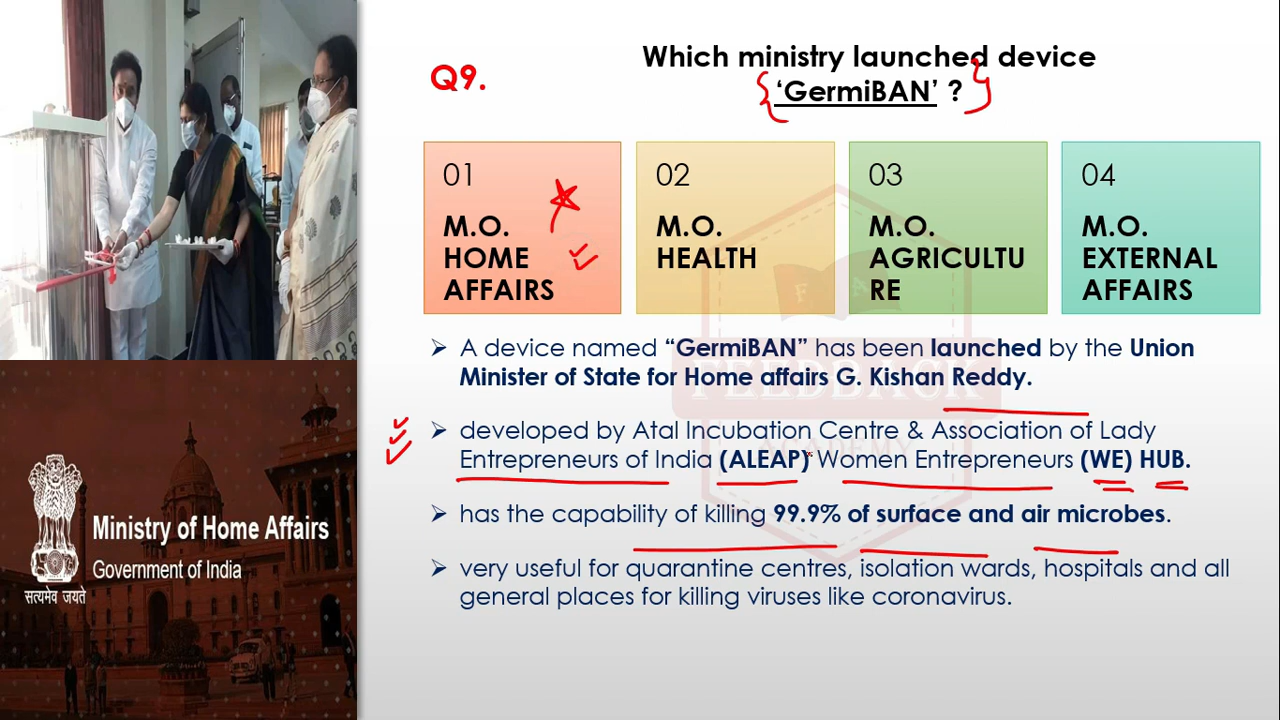 Q9.
Which ministry launched device
‘GermiBAN’ ?
01
M.O.
HOME
AFFAIRS
02
M.O.
HEALTH
03
M.O.
AGRICULTU
RE
04
M.O.
EXTERNAL
AFFAIRS
➢ A device named “GermiBAN” has been launched by the Union
Minister of State for Home affairs G. Kishan Reddy.
➢ developed by Atal Incubation Centre & Association of Lady
Entrepreneurs of India (ALEAP) Women Entrepreneurs (WE) HUB.
➢ has the capability of killing 99.9% of surface and air microbes.
➢ very useful for quarantine centres, isolation wards, hospitals and all
general places for killing viruses like coronavirus.
FEEDBACK
ACADEMY
Ministry of Home Affairs
Government of India
सत्यमेव जयते